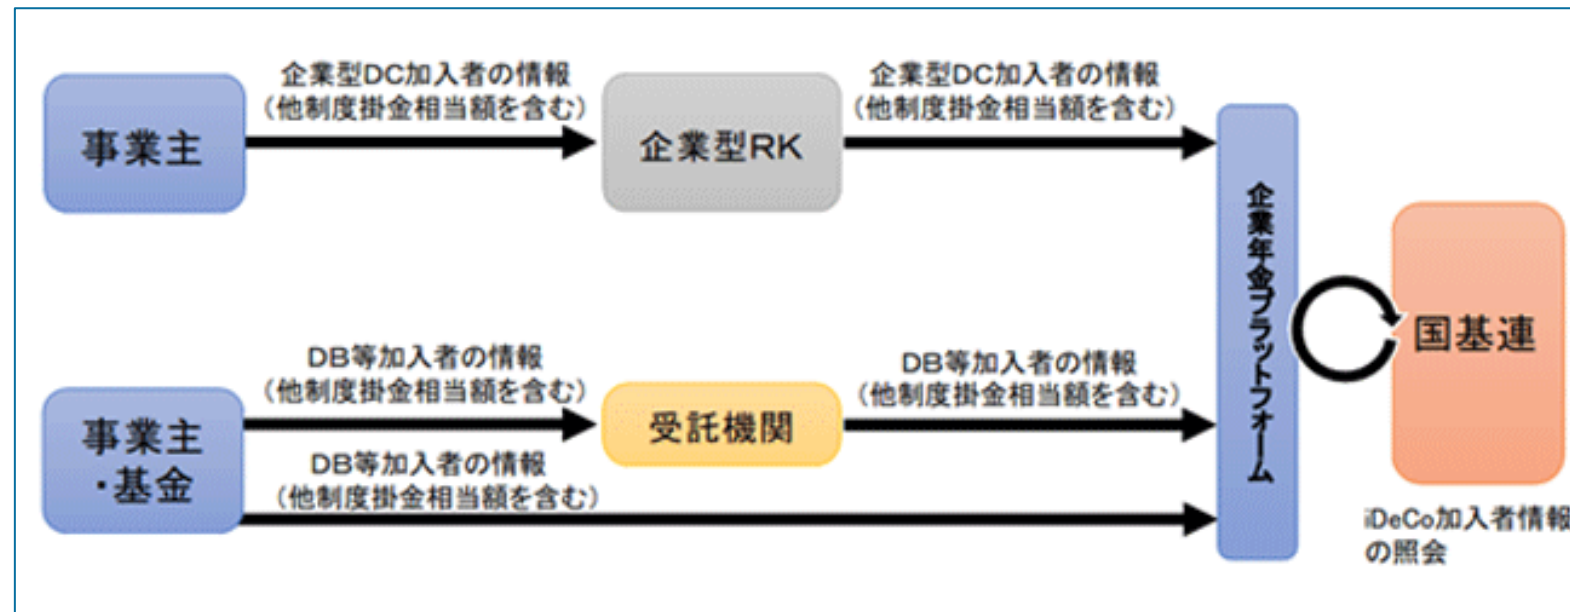 企業型DC加入者の情報
（他制度掛金相当額を含む）
企業型DC加入者の情報
（他制度掛金相当額を含む）
事業主
企業型RK
企業年金プラットフォーム
国基連
DB等加入者の情報
（他制度掛金相当額を含む）
DB等加入者の情報
（他制度掛金相当額を含む）
事業主
・基金
受託機関
DB等加入者の情報
（他制度掛金相当額を含む）
iDeCo加入者情報
の照会